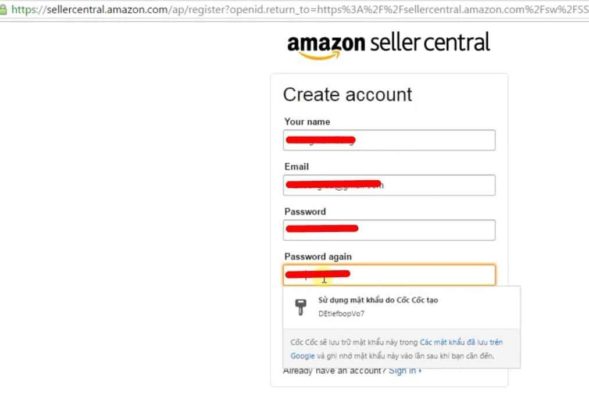 https://sellercentral.amazon.com/ap/register?openid.return_to=https%3A%2F%2Fsellercentral.amazon.com%2Fsw%2FSS
amazon seller central
Create account
Your name
Email
Password
Password again
Sử dụng mật khẩu do Cốc Cốc tạo
DEtiefbopVo7
Cốc Cốc sẽ lưu trữ mật khẩu này trong Các mật khẩu đã lưu trên
Google và ghi nhớ mật khẩu này vào lần sau khi bạn cần đến.
Already have an account? Sign in